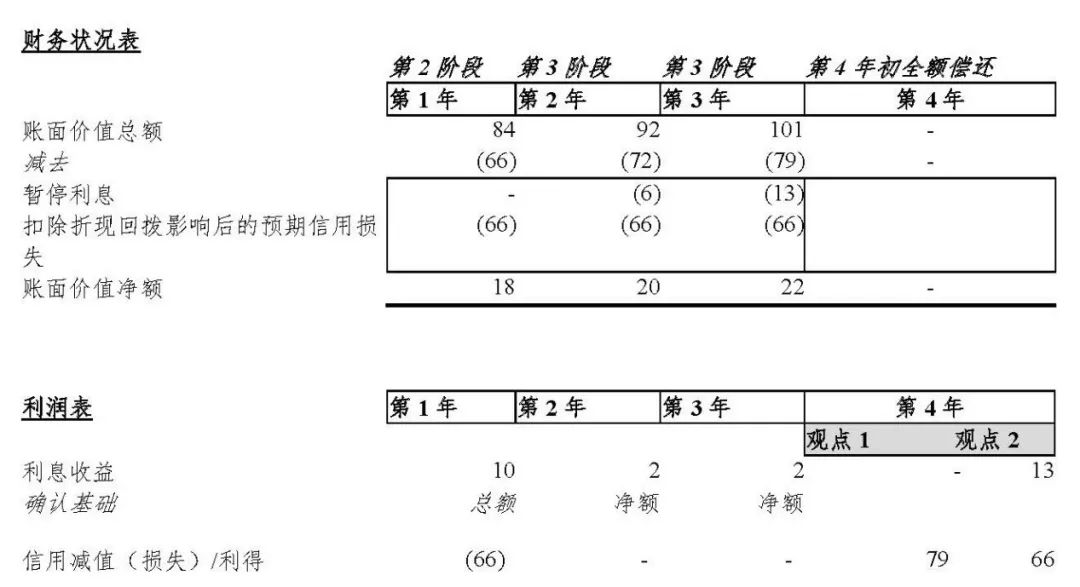 财务状况表
第2阶段 第3阶段 第3阶段 第4年初全额偿还
第1年 第2年 第3年 第4年
账面价值总额 84 92 101 -
减去 (66) (72) (79) -
暂停利息 - (6) (13)
扣除折现回拨影响后的预期信用损 (66) (66) (66)
失
账面价值净额 18 20 22 -
利润表 第1年 第2年 第3年 第4年
观点1 观点2
利息收益 10 2 2 - 13
确认基础 总额 净额 净额
信用减值（损失）/利得 (66) - - 79 66